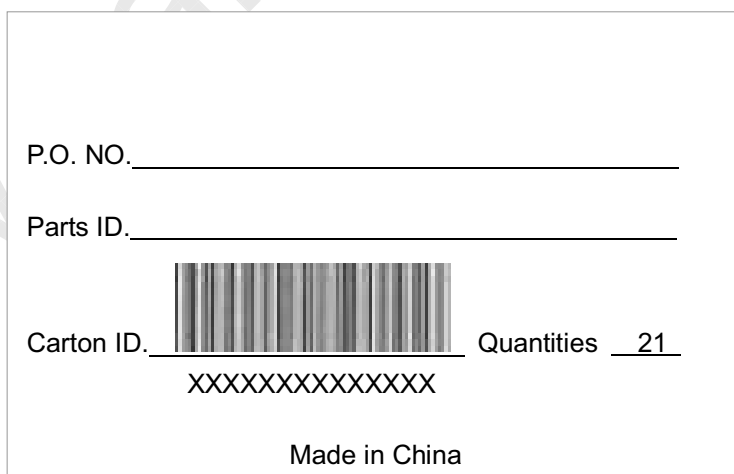 P.O. NO.
Parts ID.
Carton ID. Quantities 21
XXXXXXXXXXXXXX
Made in China